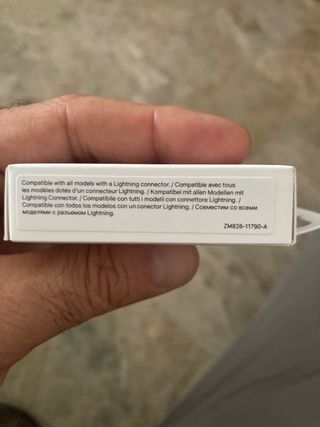 Compatible with all models with a Lightning connector. / Compatible avec tous
les modèles dotés d'un connecteur Lightning. / Kompatibel mit allen Modellen mit
Lightning Connector. / Compatibile con tutti i modelli con connettore Lightning. /
Compatible con todos los modelos con un conector Lightning. / Совместим со всеми
моделями с разъемом Lightning.
ZM826-11790-A